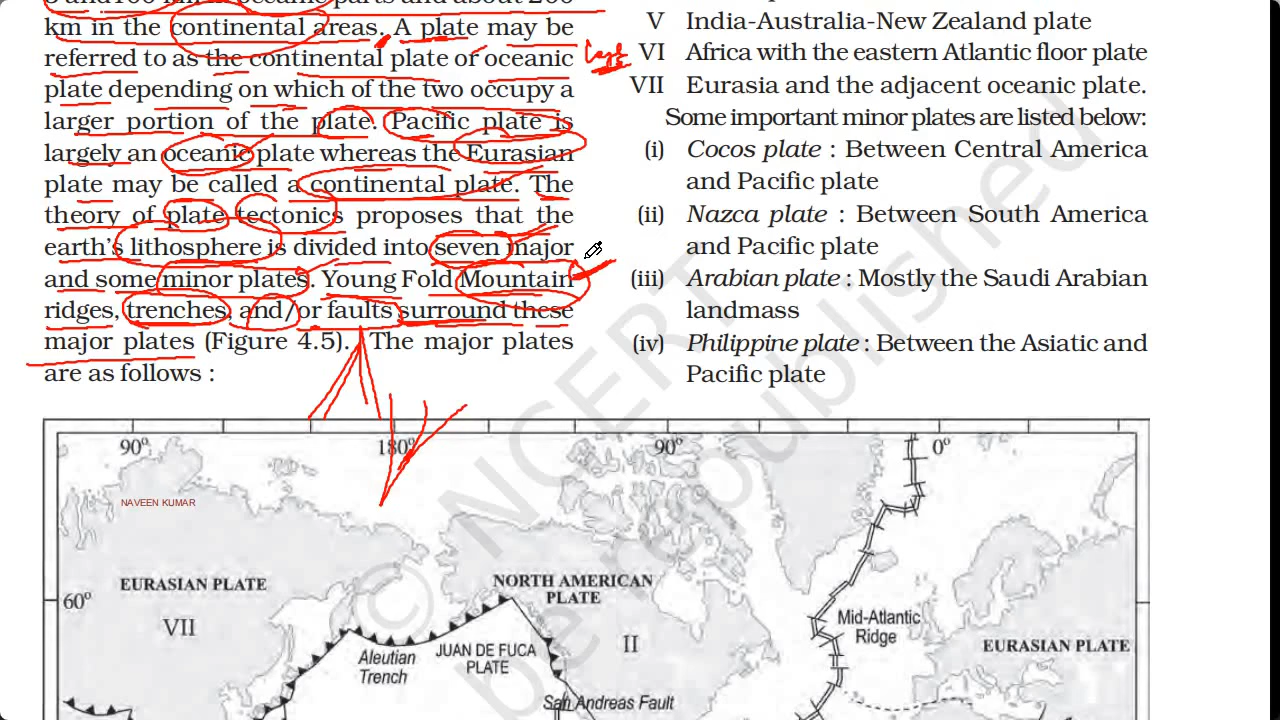 km in the continental areas. A plate may be
referred to as the continental plate or oceanic
plate depending on which of the two occupy a
larger portion of the plate. Pacific plate is
largely an oceanic plate whereas the Eurasian
plate may be called a continental plate. The
theory of plate tectonics proposes that the
earth's lithosphere is divided into seven major
and some minor plates. Young Fold Mountain
ridges, trenches, and/or faults surround these
major plates (Figure 4.5). The major plates
are as follows :
V India-Australia-New Zealand plate
VI Africa with the eastern Atlantic floor plate
VII Eurasia and the adjacent oceanic plate.
Some important minor plates are listed below:
(i) Cocos plate : Between Central America
and Pacific plate
(ii) Nazca plate : Between South America
and Pacific plate
(iii) Arabian plate : Mostly the Saudi Arabian
landmass
(iv) Philippine plate : Between the Asiatic and
Pacific plate
90° 180° 90° 0°
NAVEEN KUMAR
EURASIAN PLATE
VII
60°
NORTH AMERICAN
PLATE
II
Aleutian
Trench
JUAN DE FUCA
PLATE
San Andreas Fault
Mid-Atlantic
Ridge
EURASIAN PLATE
© NCERT
be republished